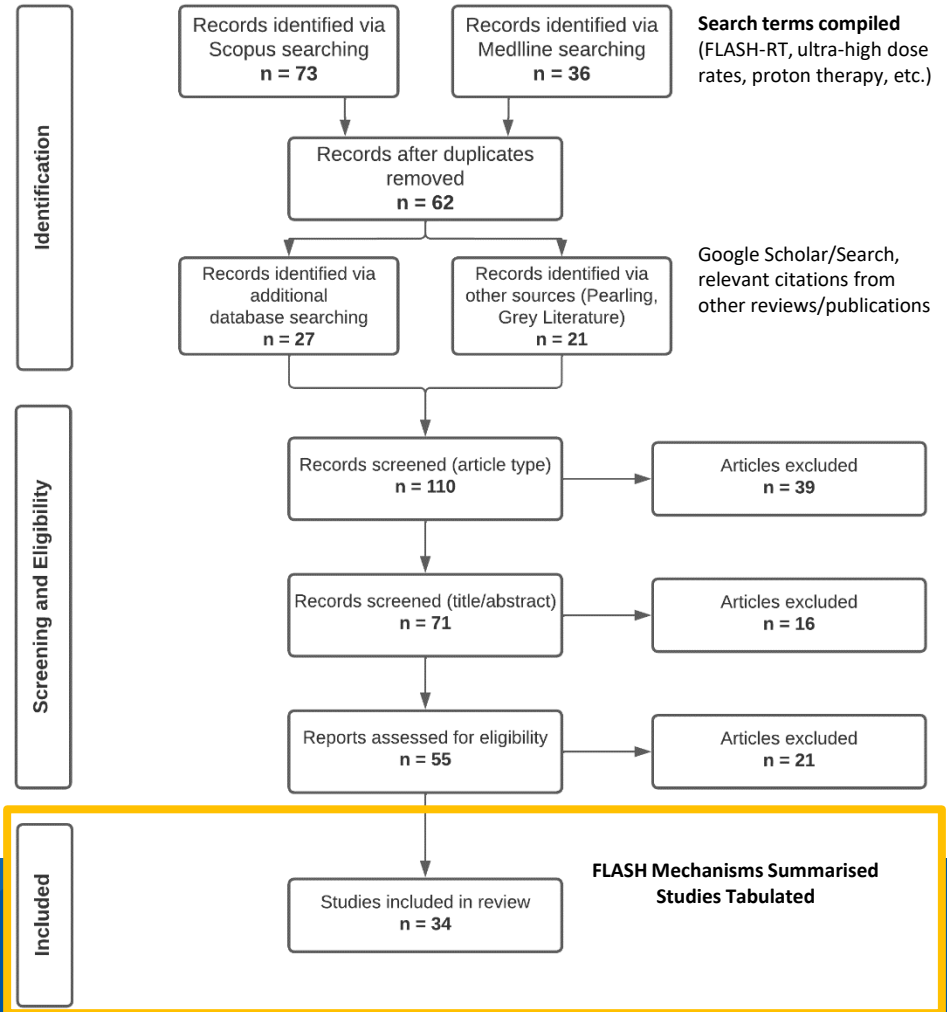 Identification
Records identified via
Scopus searching
n = 73
Records identified via
Medlline searching
n = 36
Search terms compiled
(FLASH-RT, ultra-high dose
rates, proton therapy, etc.)
Records after duplicates
removed
n = 62
Records identified via
additional
database searching
n = 27
Records identified via
other sources (Pearling,
Grey Literature)
n = 21
Google Scholar/Search,
relevant citations from
other reviews/publications
Screening and Eligibility
Records screened (article type)
n = 110
Articles excluded
n = 39
Records screened (title/abstract)
n = 71
Articles excluded
n = 16
Reports assessed for eligibility
n = 55
Articles excluded
n = 21
Included
Studies included in review
n = 34
FLASH Mechanisms Summarised
Studies Tabulated